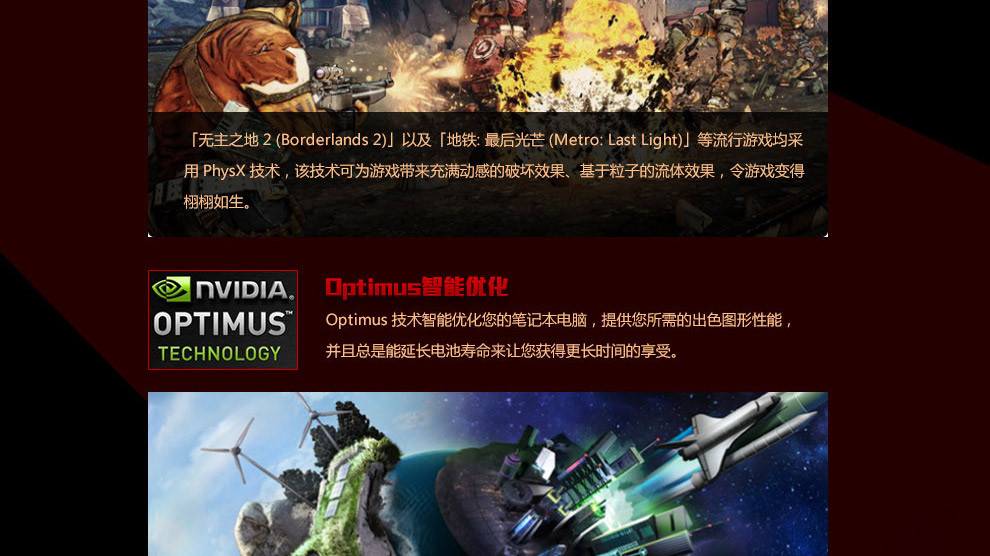 「无主之地 2 (Borderlands 2)」以及「地铁: 最后光芒 (Metro: Last Light)」等流行游戏均采
用 PhysX 技术，该技术可为游戏带来充满动感的破坏效果、基于粒子的流体效果，令游戏变得
栩栩如生。
NVIDIA®
OPTIMUS™
TECHNOLOGY
Optimus智能优化
Optimus 技术智能优化您的笔记本电脑，提供您所需的出色图形性能，
并且总是能延长电池寿命来让您获得更长时间的享受。